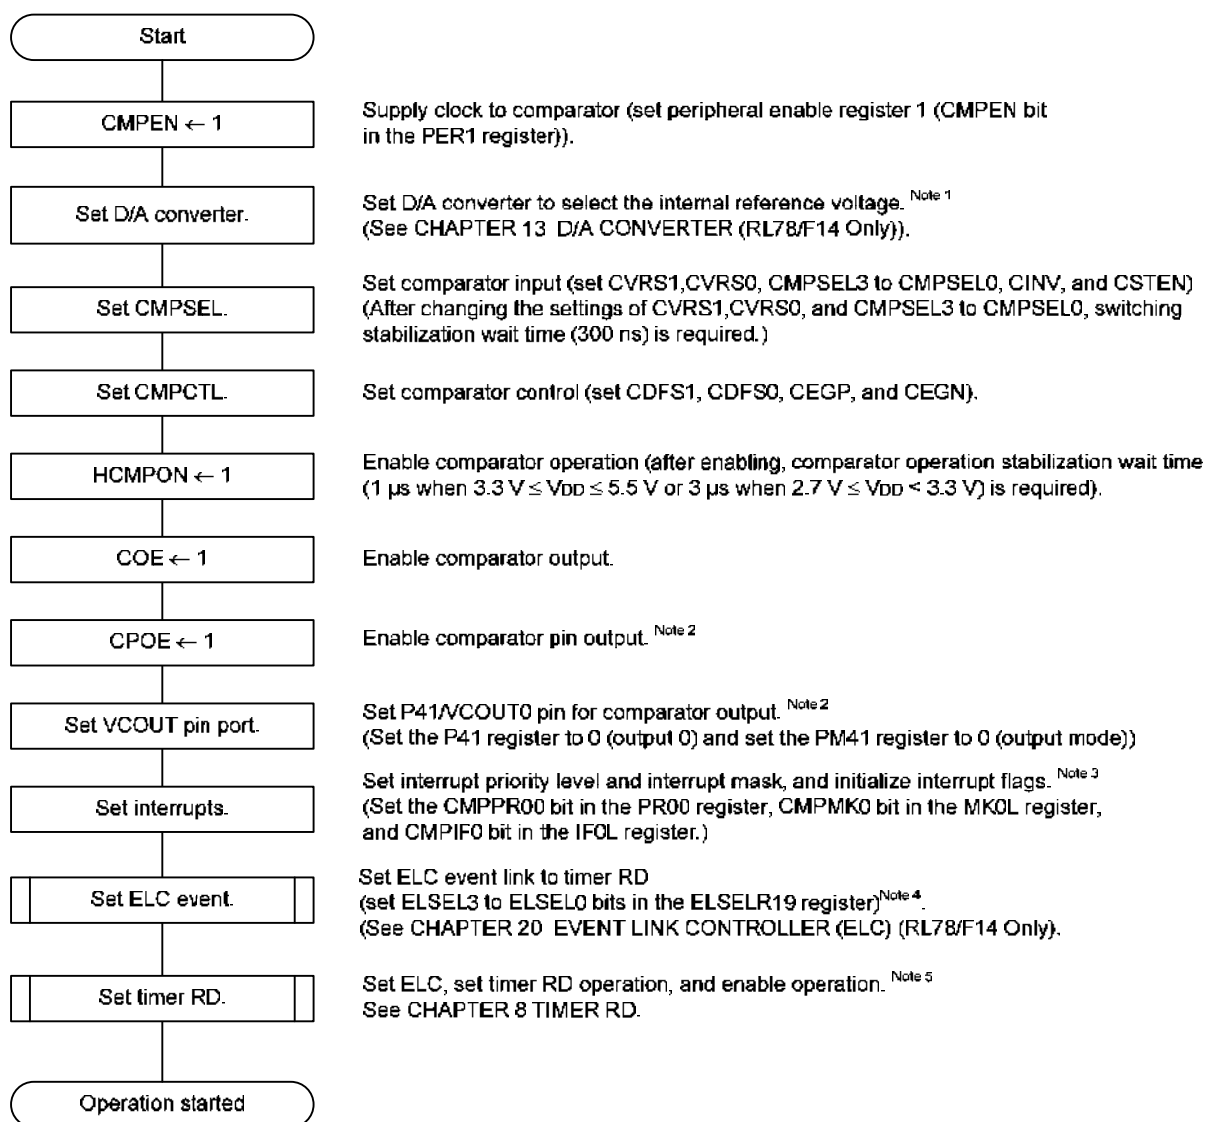 Start
CMPEN ← 1
Supply clock to comparator (set peripheral enable register 1 (CMPEN bit
in the PER1 register)).
Set D/A converter.
Set D/A converter to select the internal reference voltage. Note 1
(See CHAPTER 13 D/A CONVERTER (RL78/F14 Only)).
Set CMPSEL.
Set comparator input (set CVRS1,CVRS0, CMPSEL3 to CMPSEL0, CINV, and CSTEN)
(After changing the settings of CVRS1,CVRS0, and CMPSEL3 to CMPSEL0, switching
stabilization wait time (300 ns) is required.)
Set CMPCTL.
Set comparator control (set CDFS1, CDFS0, CEGP, and CEGN).
HCMPON ← 1
Enable comparator operation (after enabling, comparator operation stabilization wait time
(1 µs when 3.3 V ≤ VDD ≤ 5.5 V or 3 µs when 2.7 V ≤ VDD < 3.3 V) is required).
COE ← 1
Enable comparator output.
CPOE ← 1
Enable comparator pin output. Note 2
Set VCOUT pin port.
Set P41/VCOUT0 pin for comparator output. Note 2
(Set the P41 register to 0 (output 0) and set the PM41 register to 0 (output mode))
Set interrupts.
Set interrupt priority level and interrupt mask, and initialize interrupt flags. Note 3
(Set the CMPPR00 bit in the PR00 register, CMPMK0 bit in the MK0L register,
and CMPIF0 bit in the IF0L register.)
Set ELC event.
Set ELC event link to timer RD
(set ELSEL3 to ELSEL0 bits in the ELSELR19 register)Note 4.
(See CHAPTER 20 EVENT LINK CONTROLLER (ELC) (RL78/F14 Only).
Set timer RD.
Set ELC, set timer RD operation, and enable operation. Note 5
See CHAPTER 8 TIMER RD.
Operation started